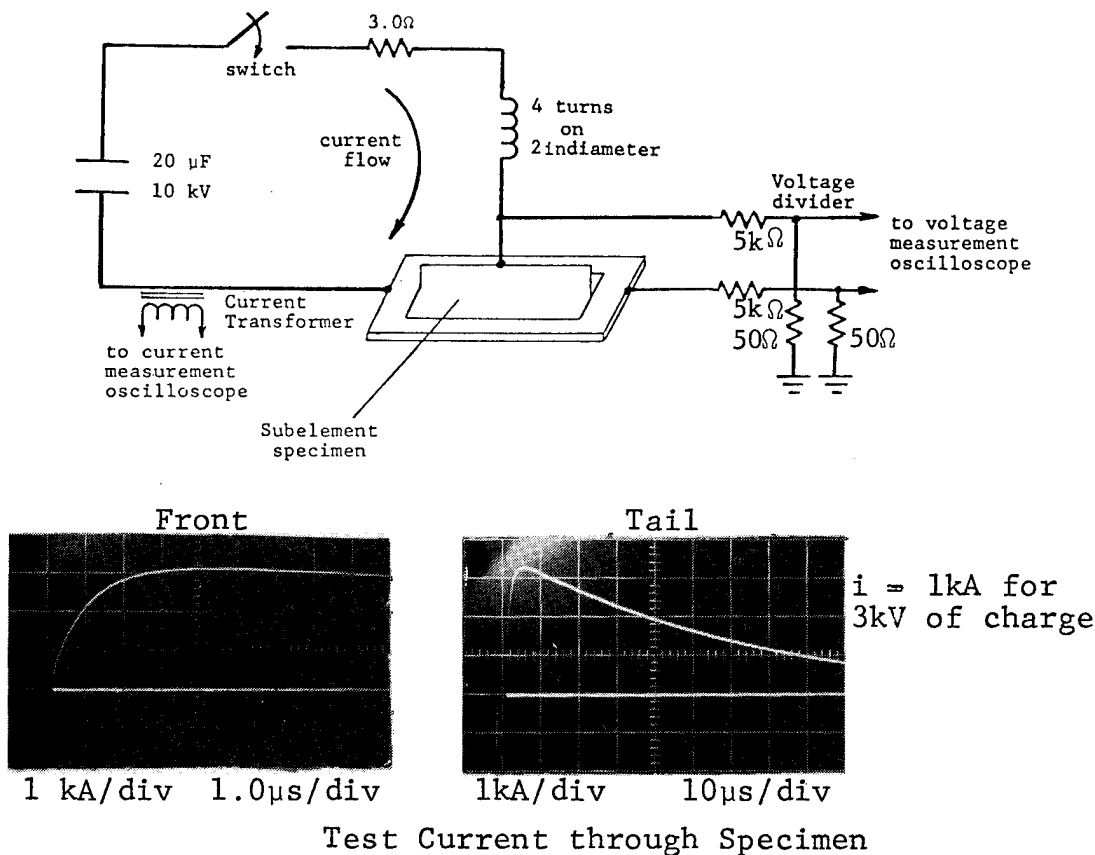 3.0Ω
switch
4 turns
on
2indiameter
current
flow
20 µF
10 kV
Voltage
divider
5kΩ
to voltage
measurement
oscilloscope
Current
Transformer
5kΩ
50Ω
50Ω
to current
measurement
oscilloscope
Subelement
specimen
Front
Tail
i = 1kA for
3kV of charge
1 kA/div 1.0µs/div
1kA/div 10µs/div
Test Current through Specimen